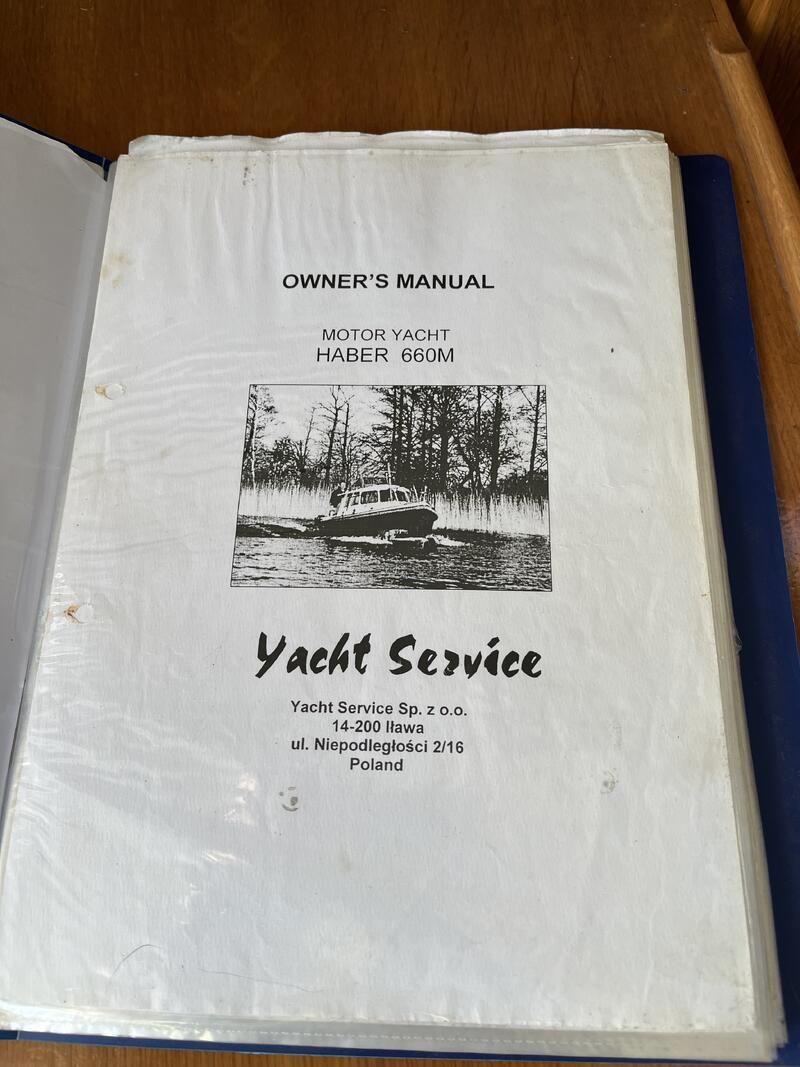 OWNER'S MANUAL
MOTOR YACHT
HABER 660M
Yacht Service
Yacht Service Sp. z o.o.
14-200 Iława
ul. Niepodległości 2/16
Poland